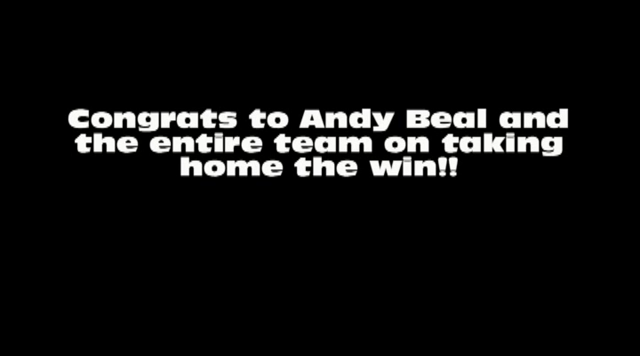 Congrats to Andy Beal and
the entire team on taking
home the win!!